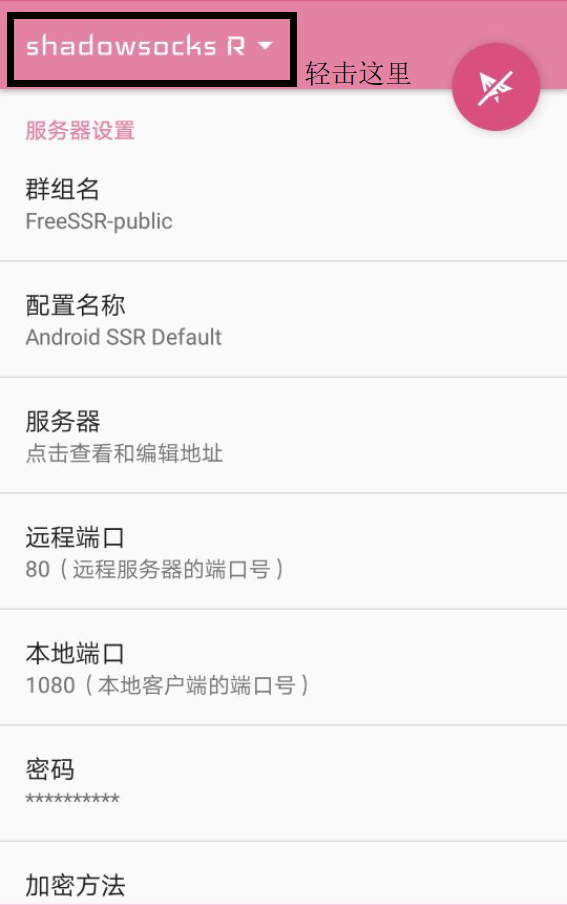 shadowsocks R
轻击这里
服务器设置
群组名
FreeSSR-public
配置名称
Android SSR Default
服务器
点击查看和编辑地址
远程端口
80（远程服务器的端口号）
本地端口
1080（本地客户端的端口号）
密码
**********
加密方法